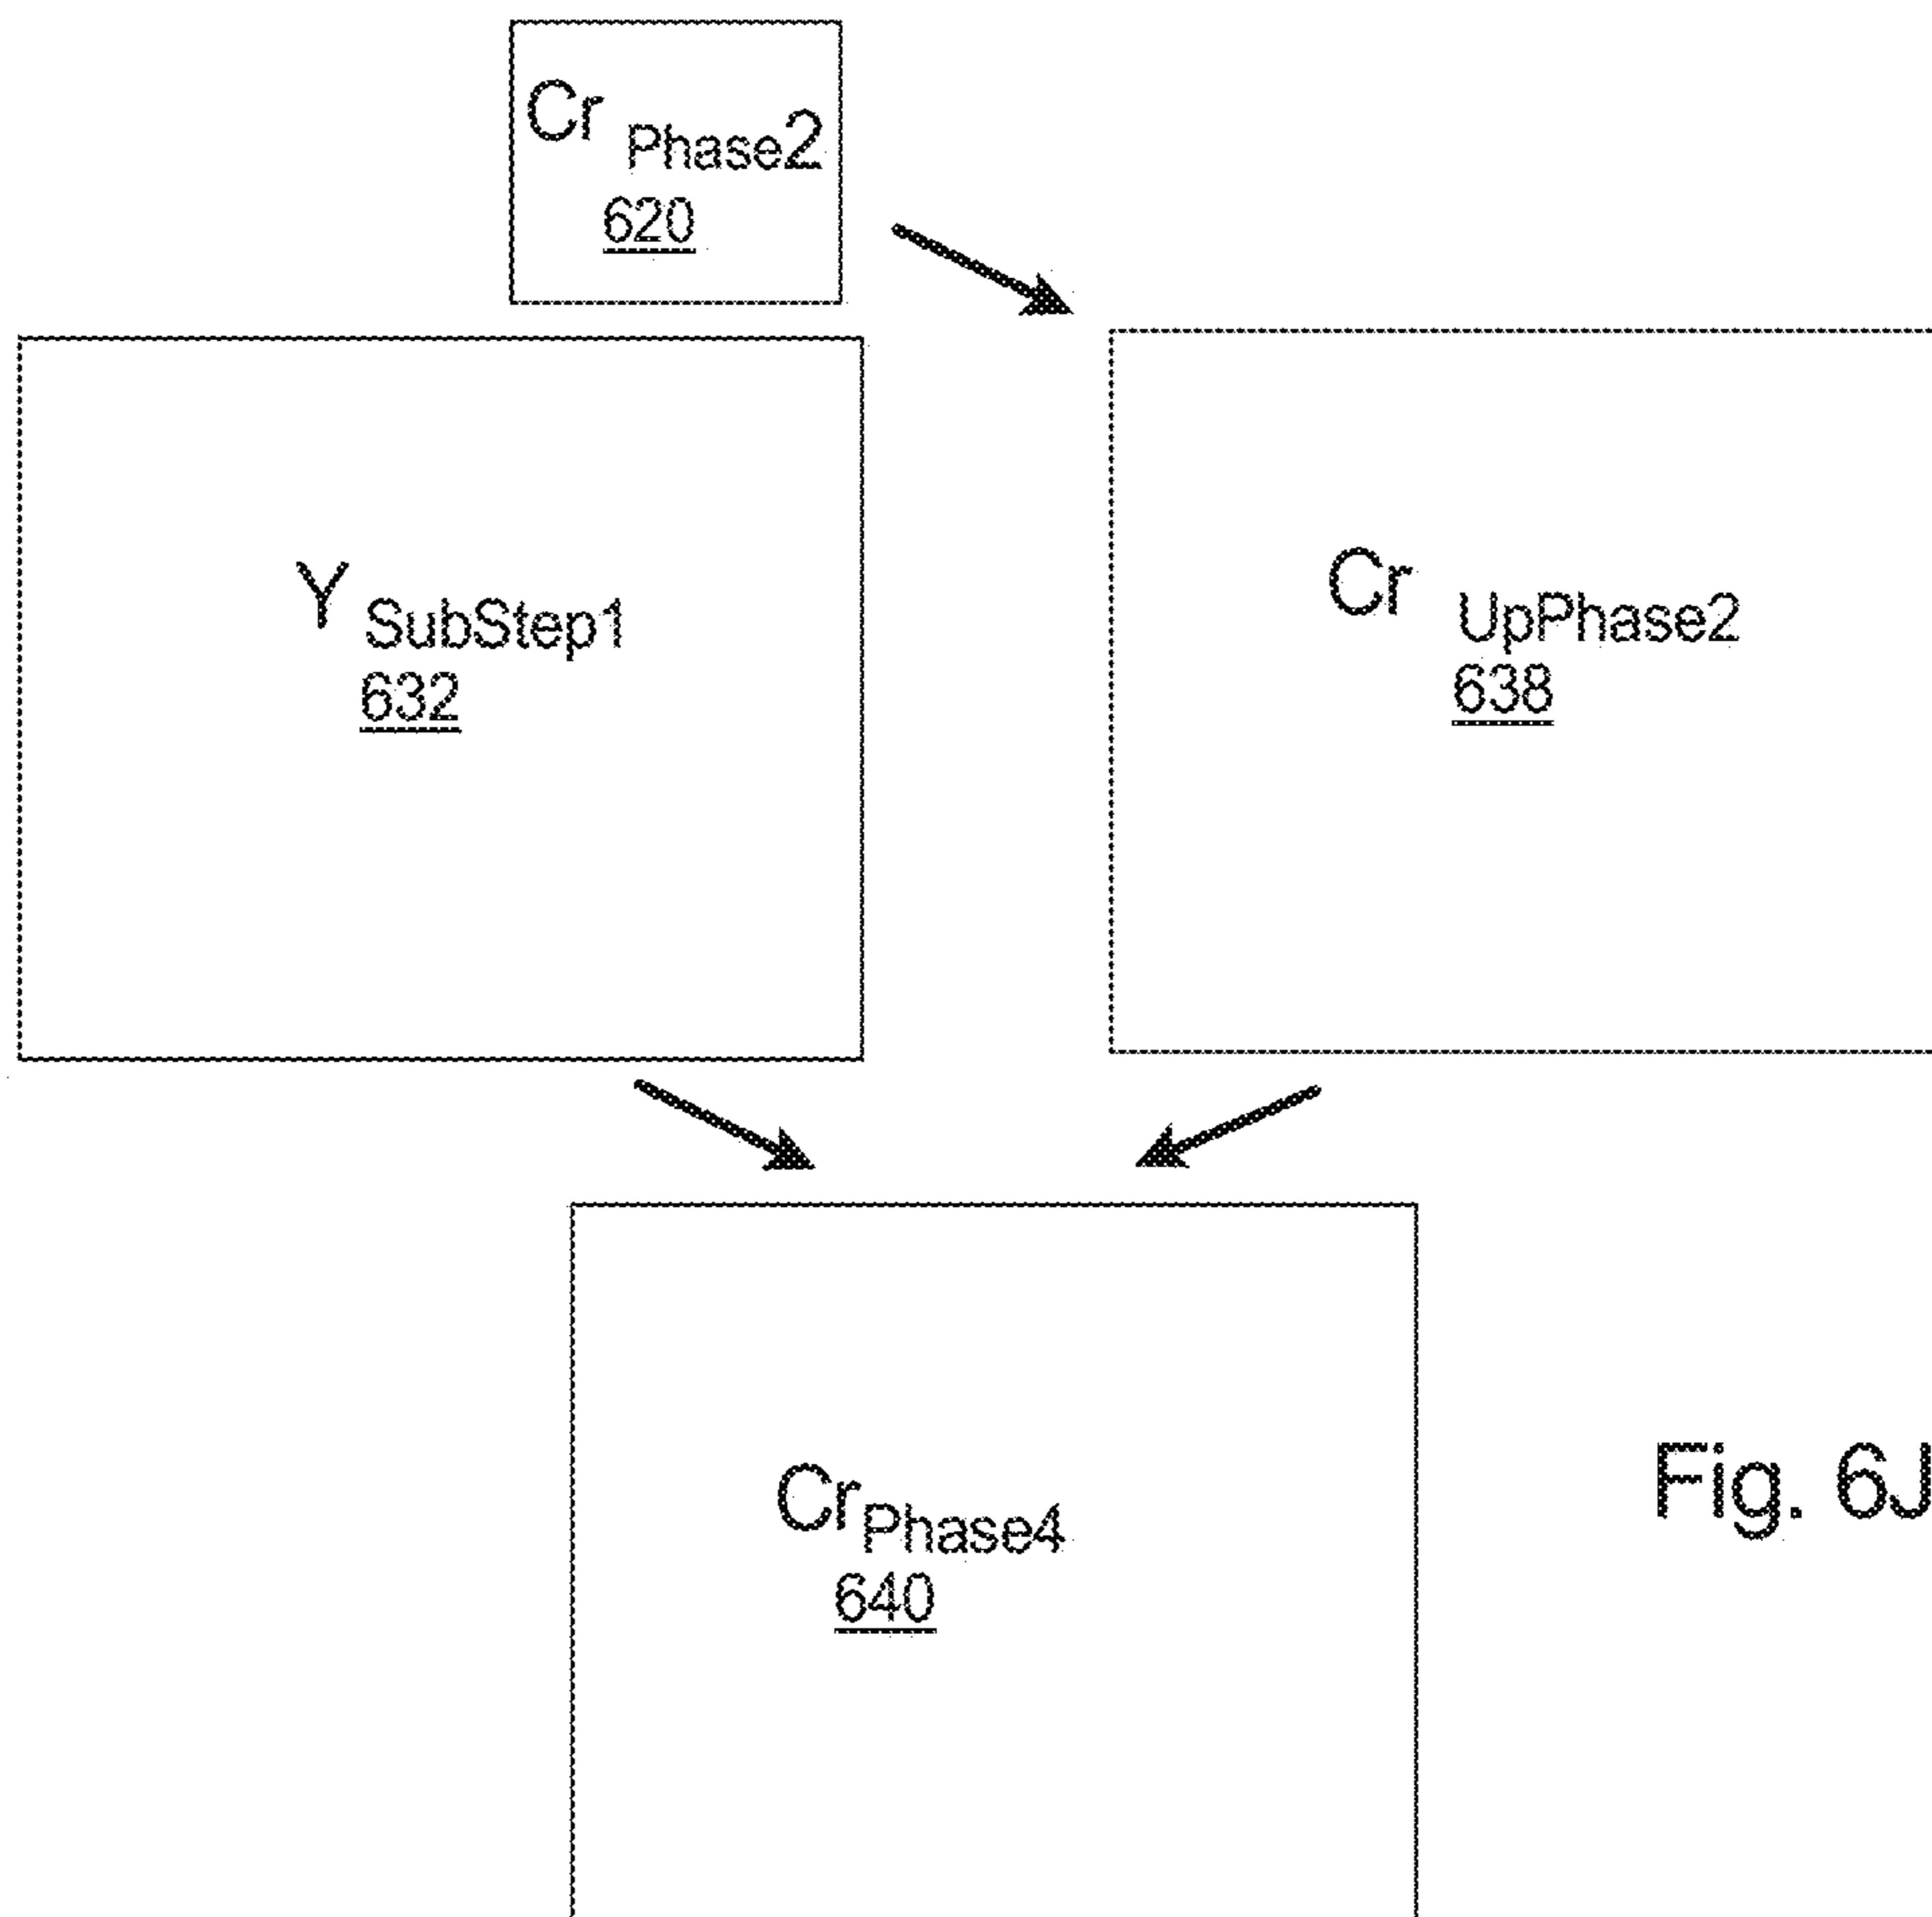 Cr Phase2
620
Y SubStep1
632
Cr UpPhase2
638
CrPhase4
640
Fig. 6J